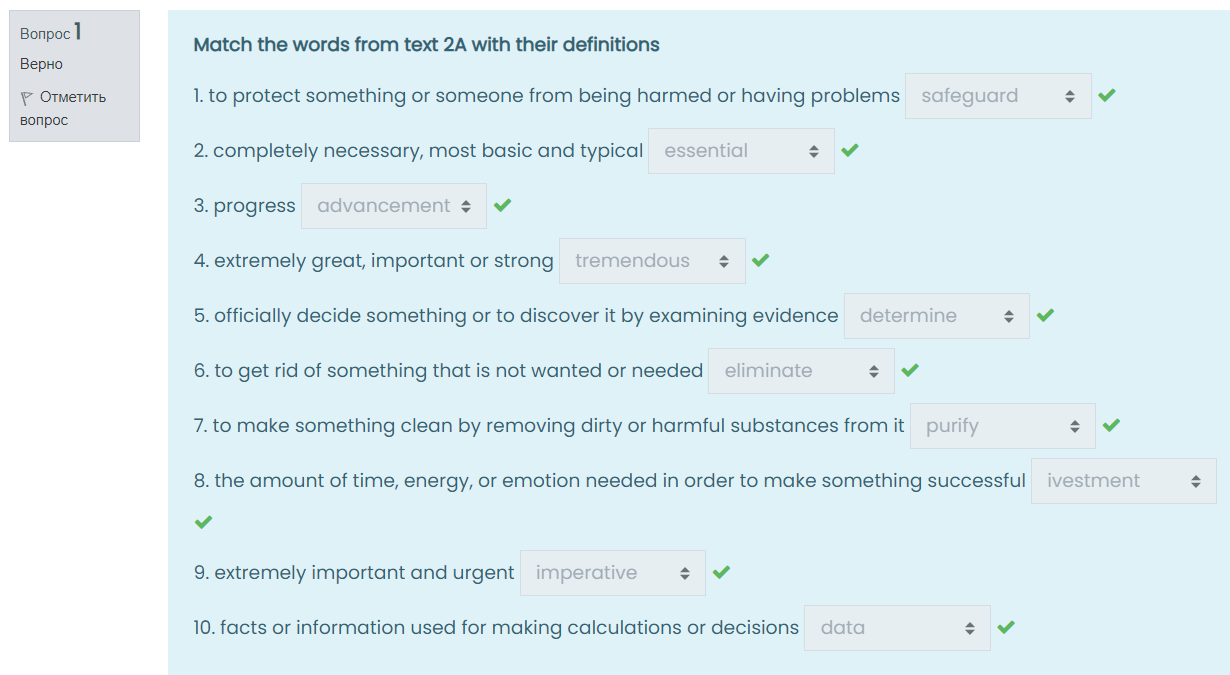 Вопрос 1
Верно
Отметить
вопрос
Match the words from text 2A with their definitions
1. to protect something or someone from being harmed or having problems safeguard
2. completely necessary, most basic and typical essential
3. progress advancement
4. extremely great, important or strong tremendous
5. officially decide something or to discover it by examining evidence determine
6. to get rid of something that is not wanted or needed eliminate
7. to make something clean by removing dirty or harmful substances from it purify
8. the amount of time, energy, or emotion needed in order to make something successful ivestment
9. extremely important and urgent imperative
10. facts or information used for making calculations or decisions data